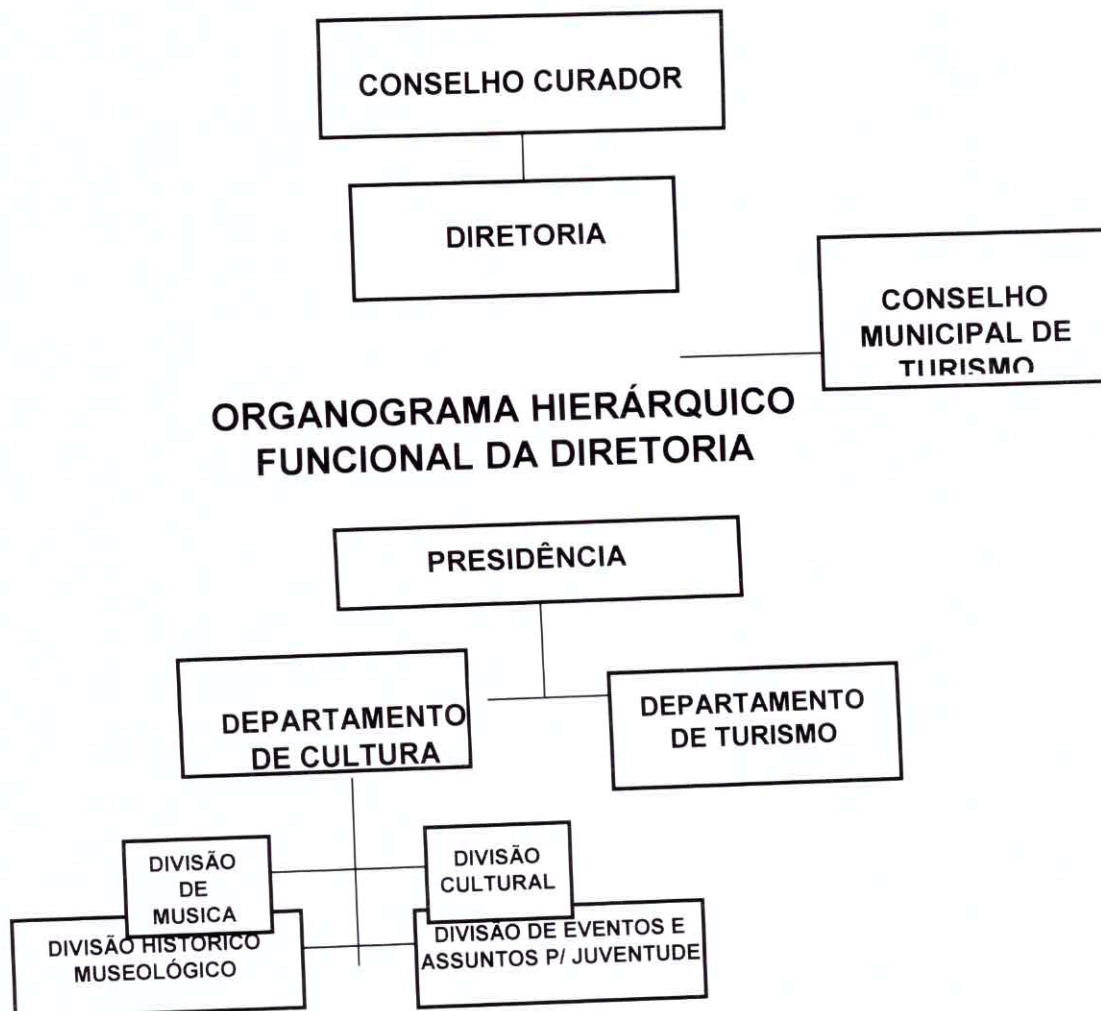 CONSELHO CURADOR
DIRETORIA
CONSELHO
MUNICIPAL DE
TURISMO
ORGANOGRAMA HIERÁRQUICO
FUNCIONAL DA DIRETORIA
PRESIDÊNCIA
DEPARTAMENTO
DE CULTURA
DEPARTAMENTO
DE TURISMO
DIVISÃO
DE
MUSICA
DIVISÃO
CULTURAL
DIVISÃO HISTORICO
MUSEOLÓGICO
DIVISÃO DE EVENTOS E
ASSUNTOS P/ JUVENTUDE